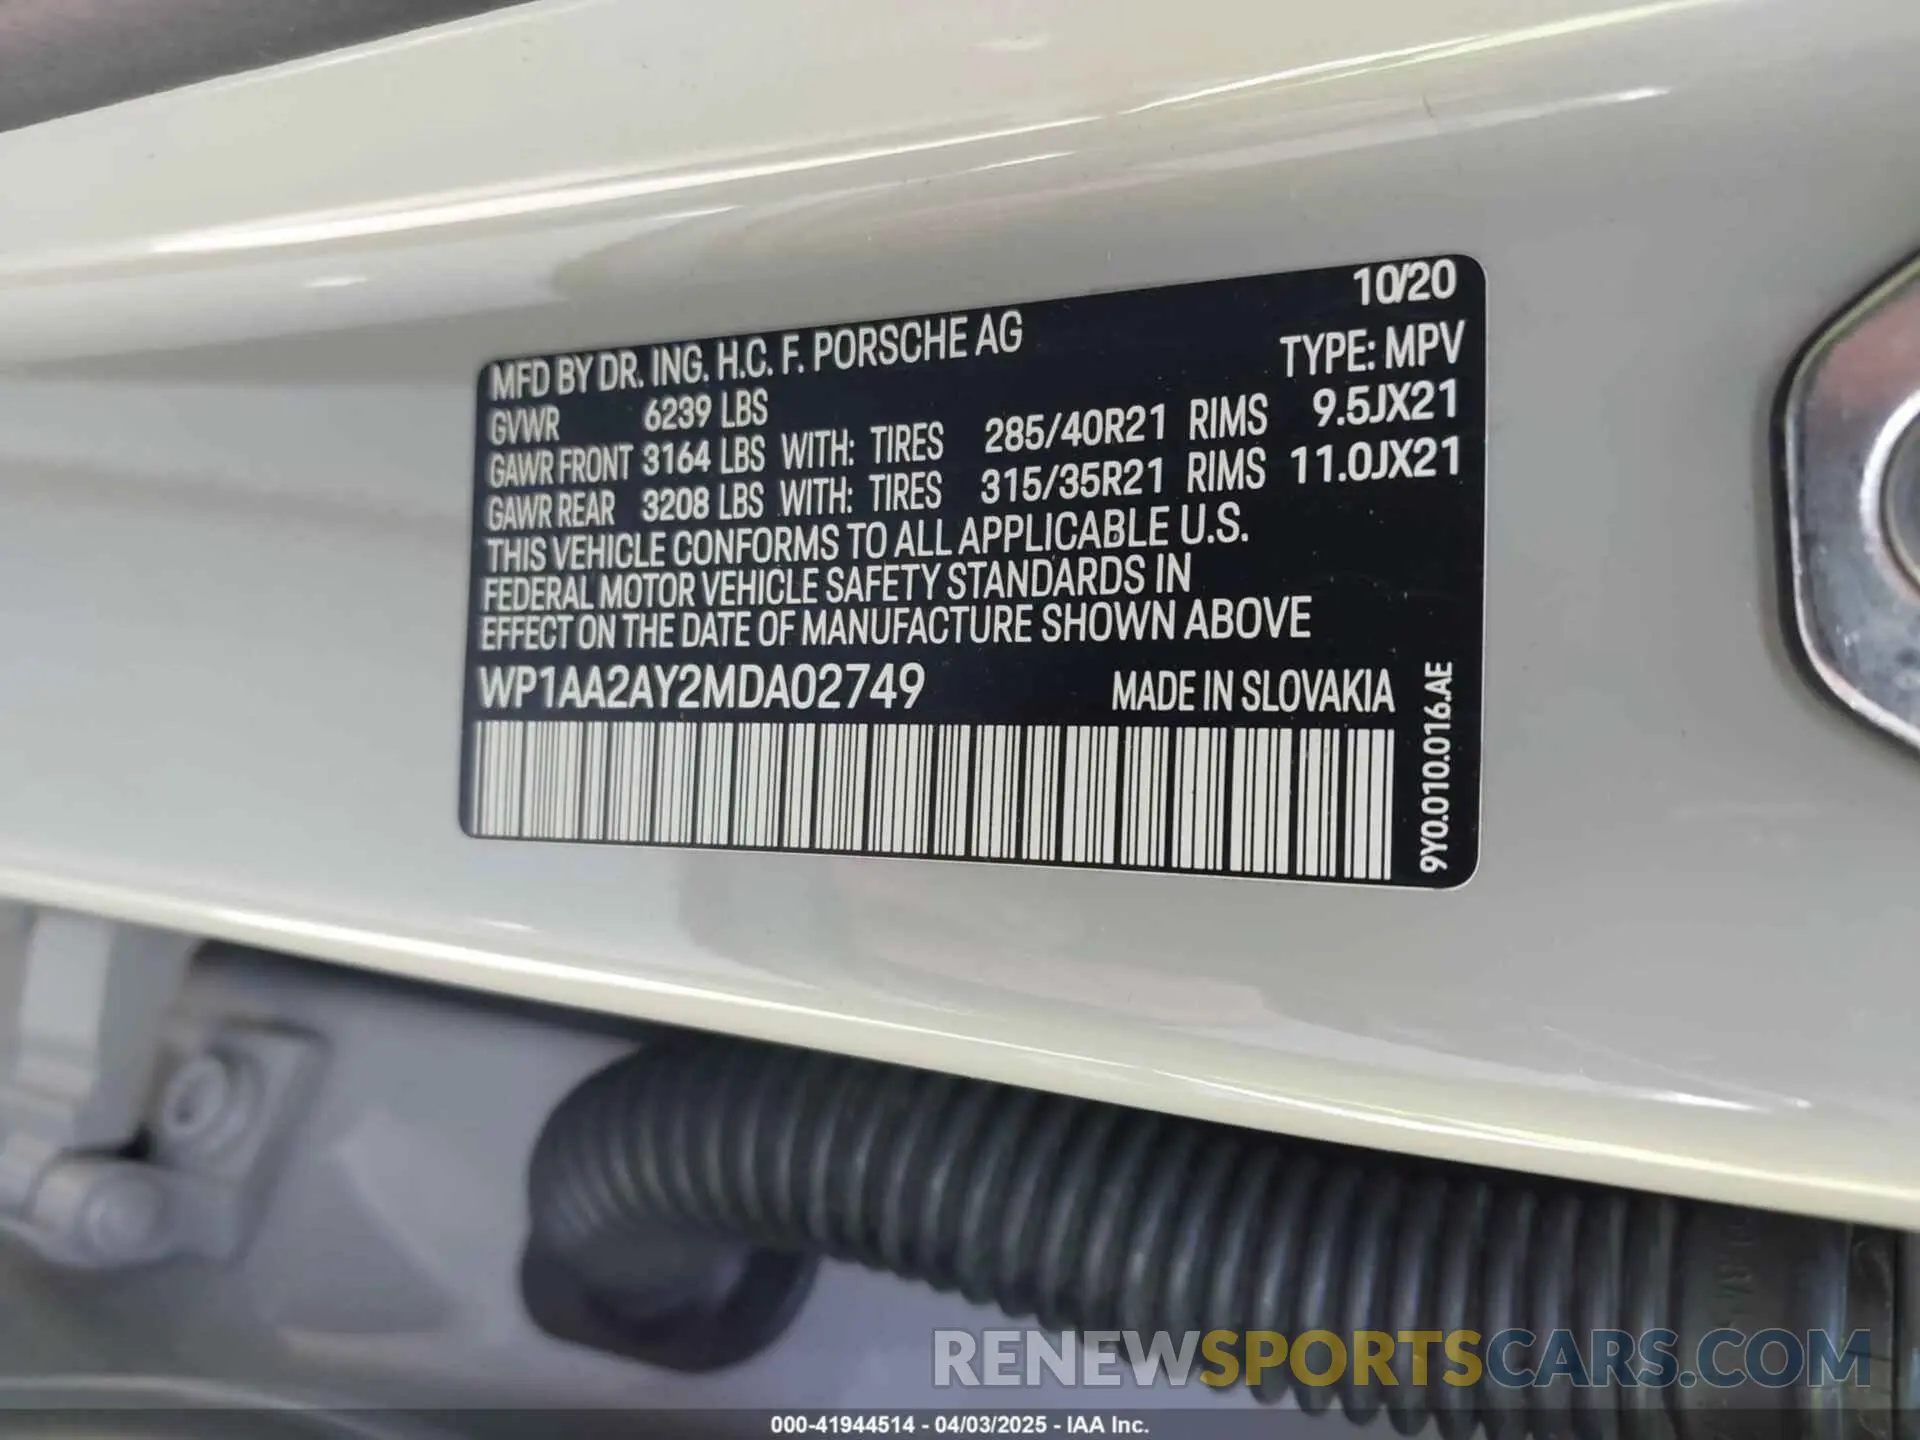 10/20
MFD BY DR. ING. H.C. F. PORSCHE AG TYPE: MPV
GVWR 6239 LBS
GAWR FRONT 3164 LBS WITH: TIRES 285/40R21 RIMS 9.5JX21
GAWR REAR 3208 LBS WITH: TIRES 315/35R21 RIMS 11.0JX21
THIS VEHICLE CONFORMS TO ALL APPLICABLE U.S.
FEDERAL MOTOR VEHICLE SAFETY STANDARDS IN
EFFECT ON THE DATE OF MANUFACTURE SHOWN ABOVE
WP1AA2AY2MDA02749 MADE IN SLOVAKIA
9Y0.010.016.AE
RENEWSPORTSCARS.COM
000-41944514 - 04/03/2025 - IAA Inc.